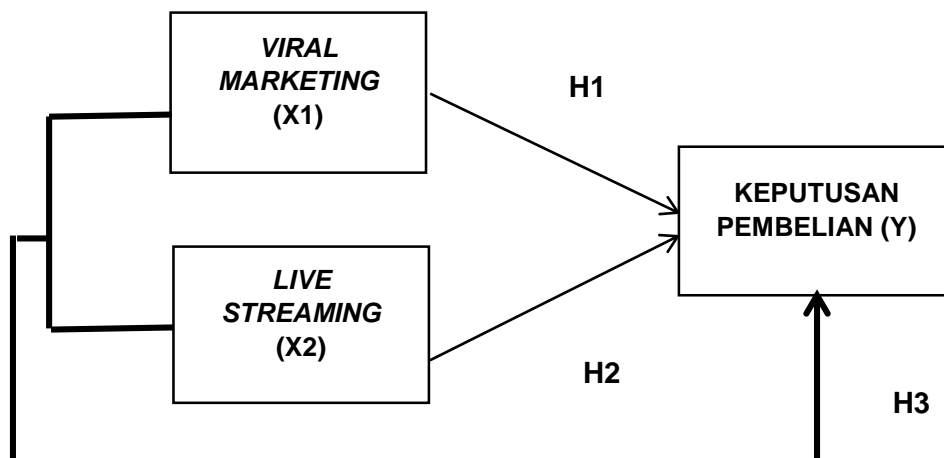 VIRAL
MARKETING
(X1)
H1
KEPUTUSAN
PEMBELIAN (Y)
LIVE
STREAMING
(X2)
H2
H3